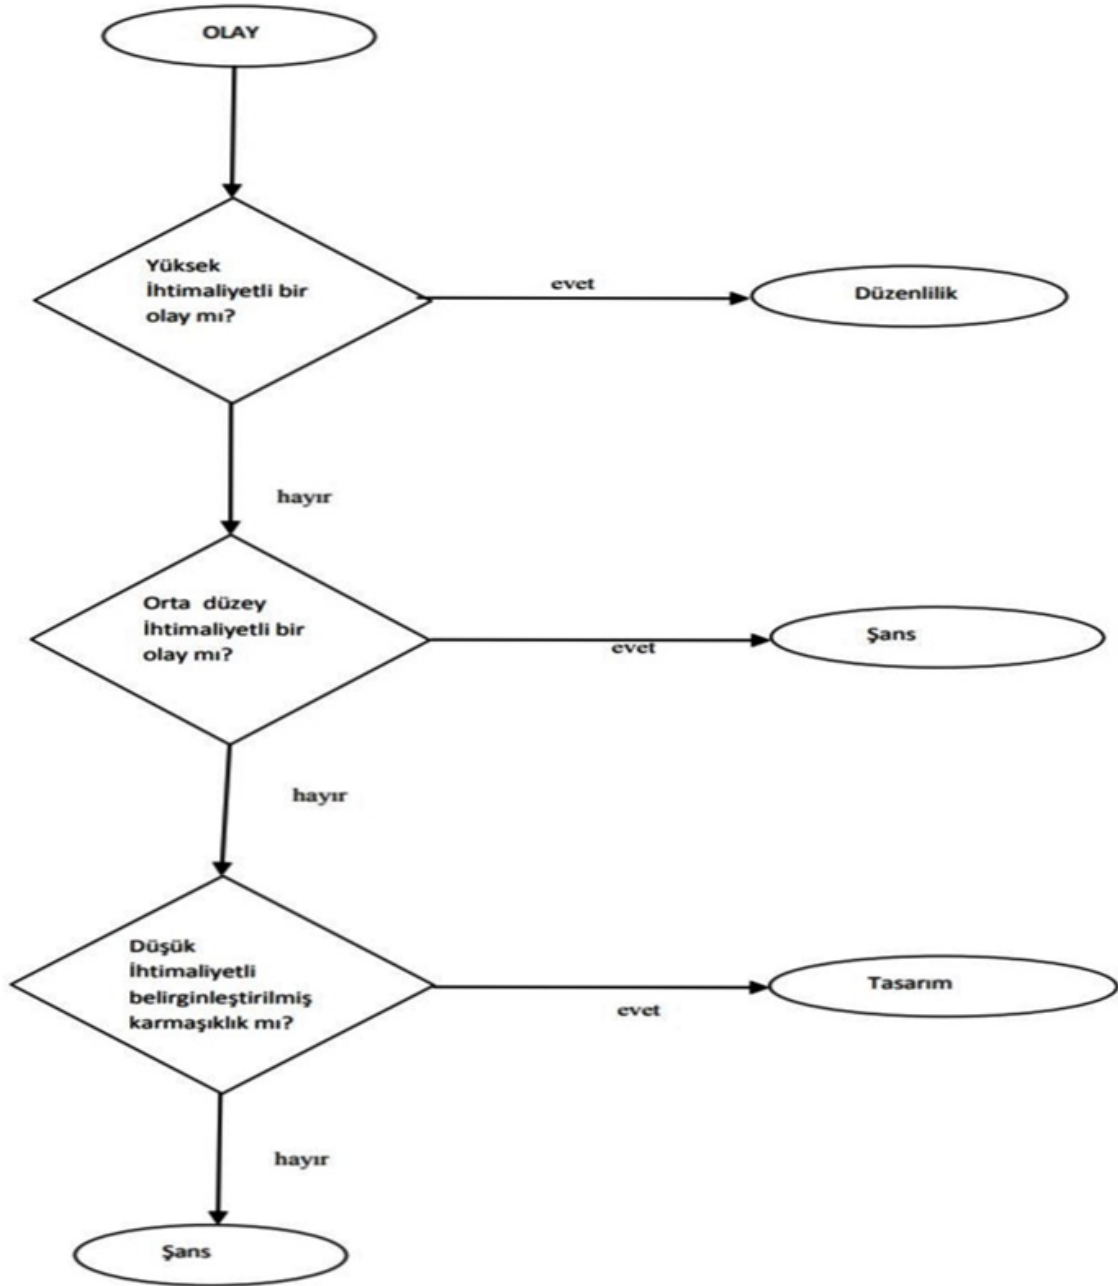 OLAY
Yüksek
İhtimaliyetli bir
olay mı?
evet
Düzenlilik
hayır
Orta düzey
İhtimaliyetli bir
olay mı?
evet
Şans
hayır
Düşük
İhtimaliyetli
belirginleştirilmiş
karmaşıklık mı?
evet
Tasarım
hayır
Şans